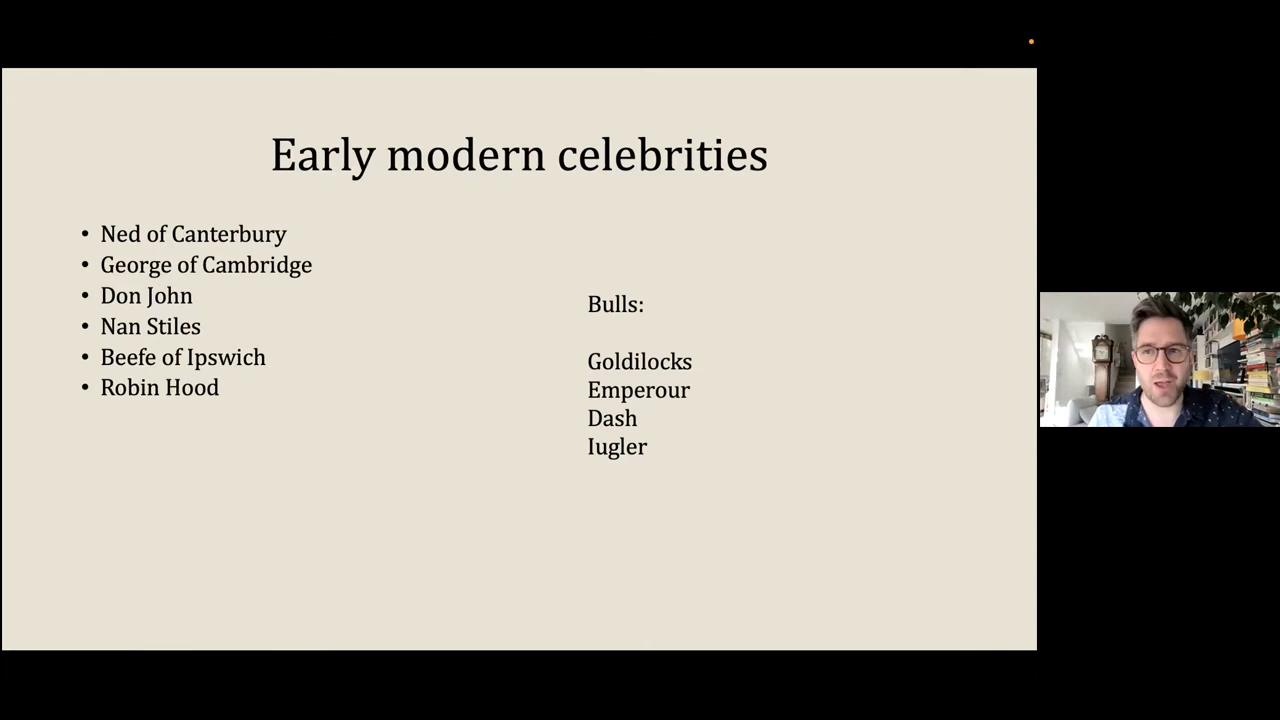 Early modern celebrities
• Ned of Canterbury
• George of Cambridge
• Don John
• Nan Stiles
• Beefe of Ipswich
• Robin Hood
Bulls:
Goldilocks
Emperour
Dash
Iugler